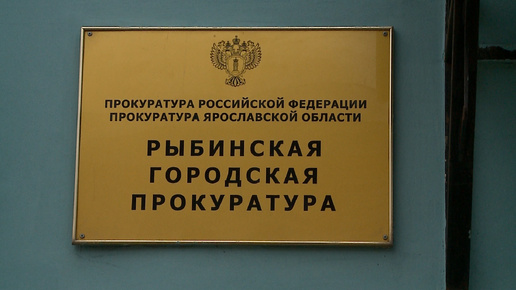 ПРОКУРАТУРА РОССИЙСКОЙ ФЕДЕРАЦИИ
ПРОКУРАТУРА ЯРОСЛАВСКОЙ ОБЛАСТИ
РЫБИНСКАЯ
ГОРОДСКАЯ
ПРОКУРАТУРА